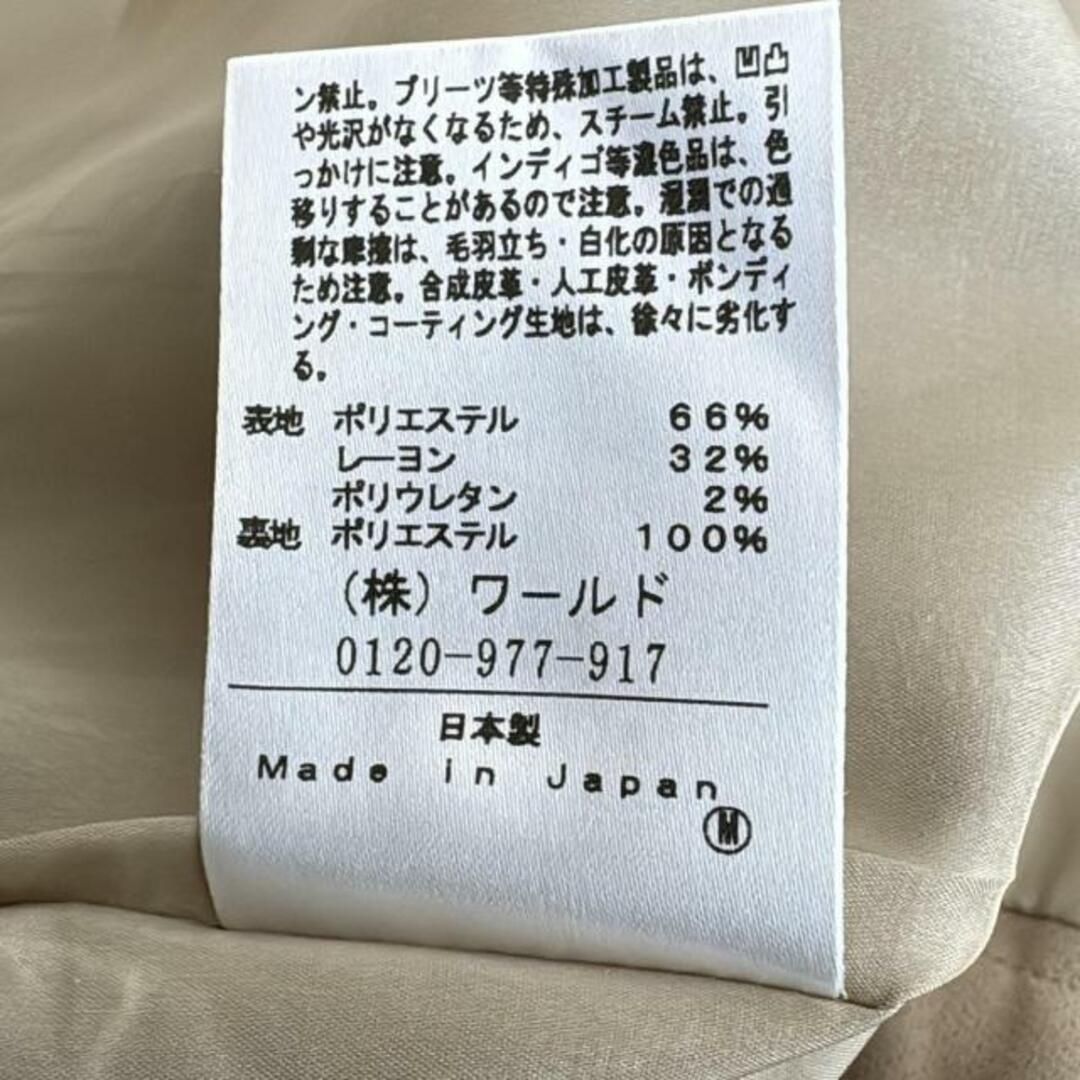 ン禁止。プリーツ等特殊加工製品は、凹凸
や光沢がなくなるため、スチーム禁止。引
っかけに注意。インディゴ等濃色品は、色
移りすることがあるので注意。湿潤での過
剰な摩擦は、毛羽立ち・白化の原因となる
ため注意。合成皮革・人工皮革・ボンディ
ング・コーティング生地は、徐々に劣化す
る。
表地 ポリエステル 66%
レーヨン 32%
ポリウレタン 2%
裏地 ポリエステル 100%
(株) ワールド
0120-977-917
日本製
Made in Japan
M